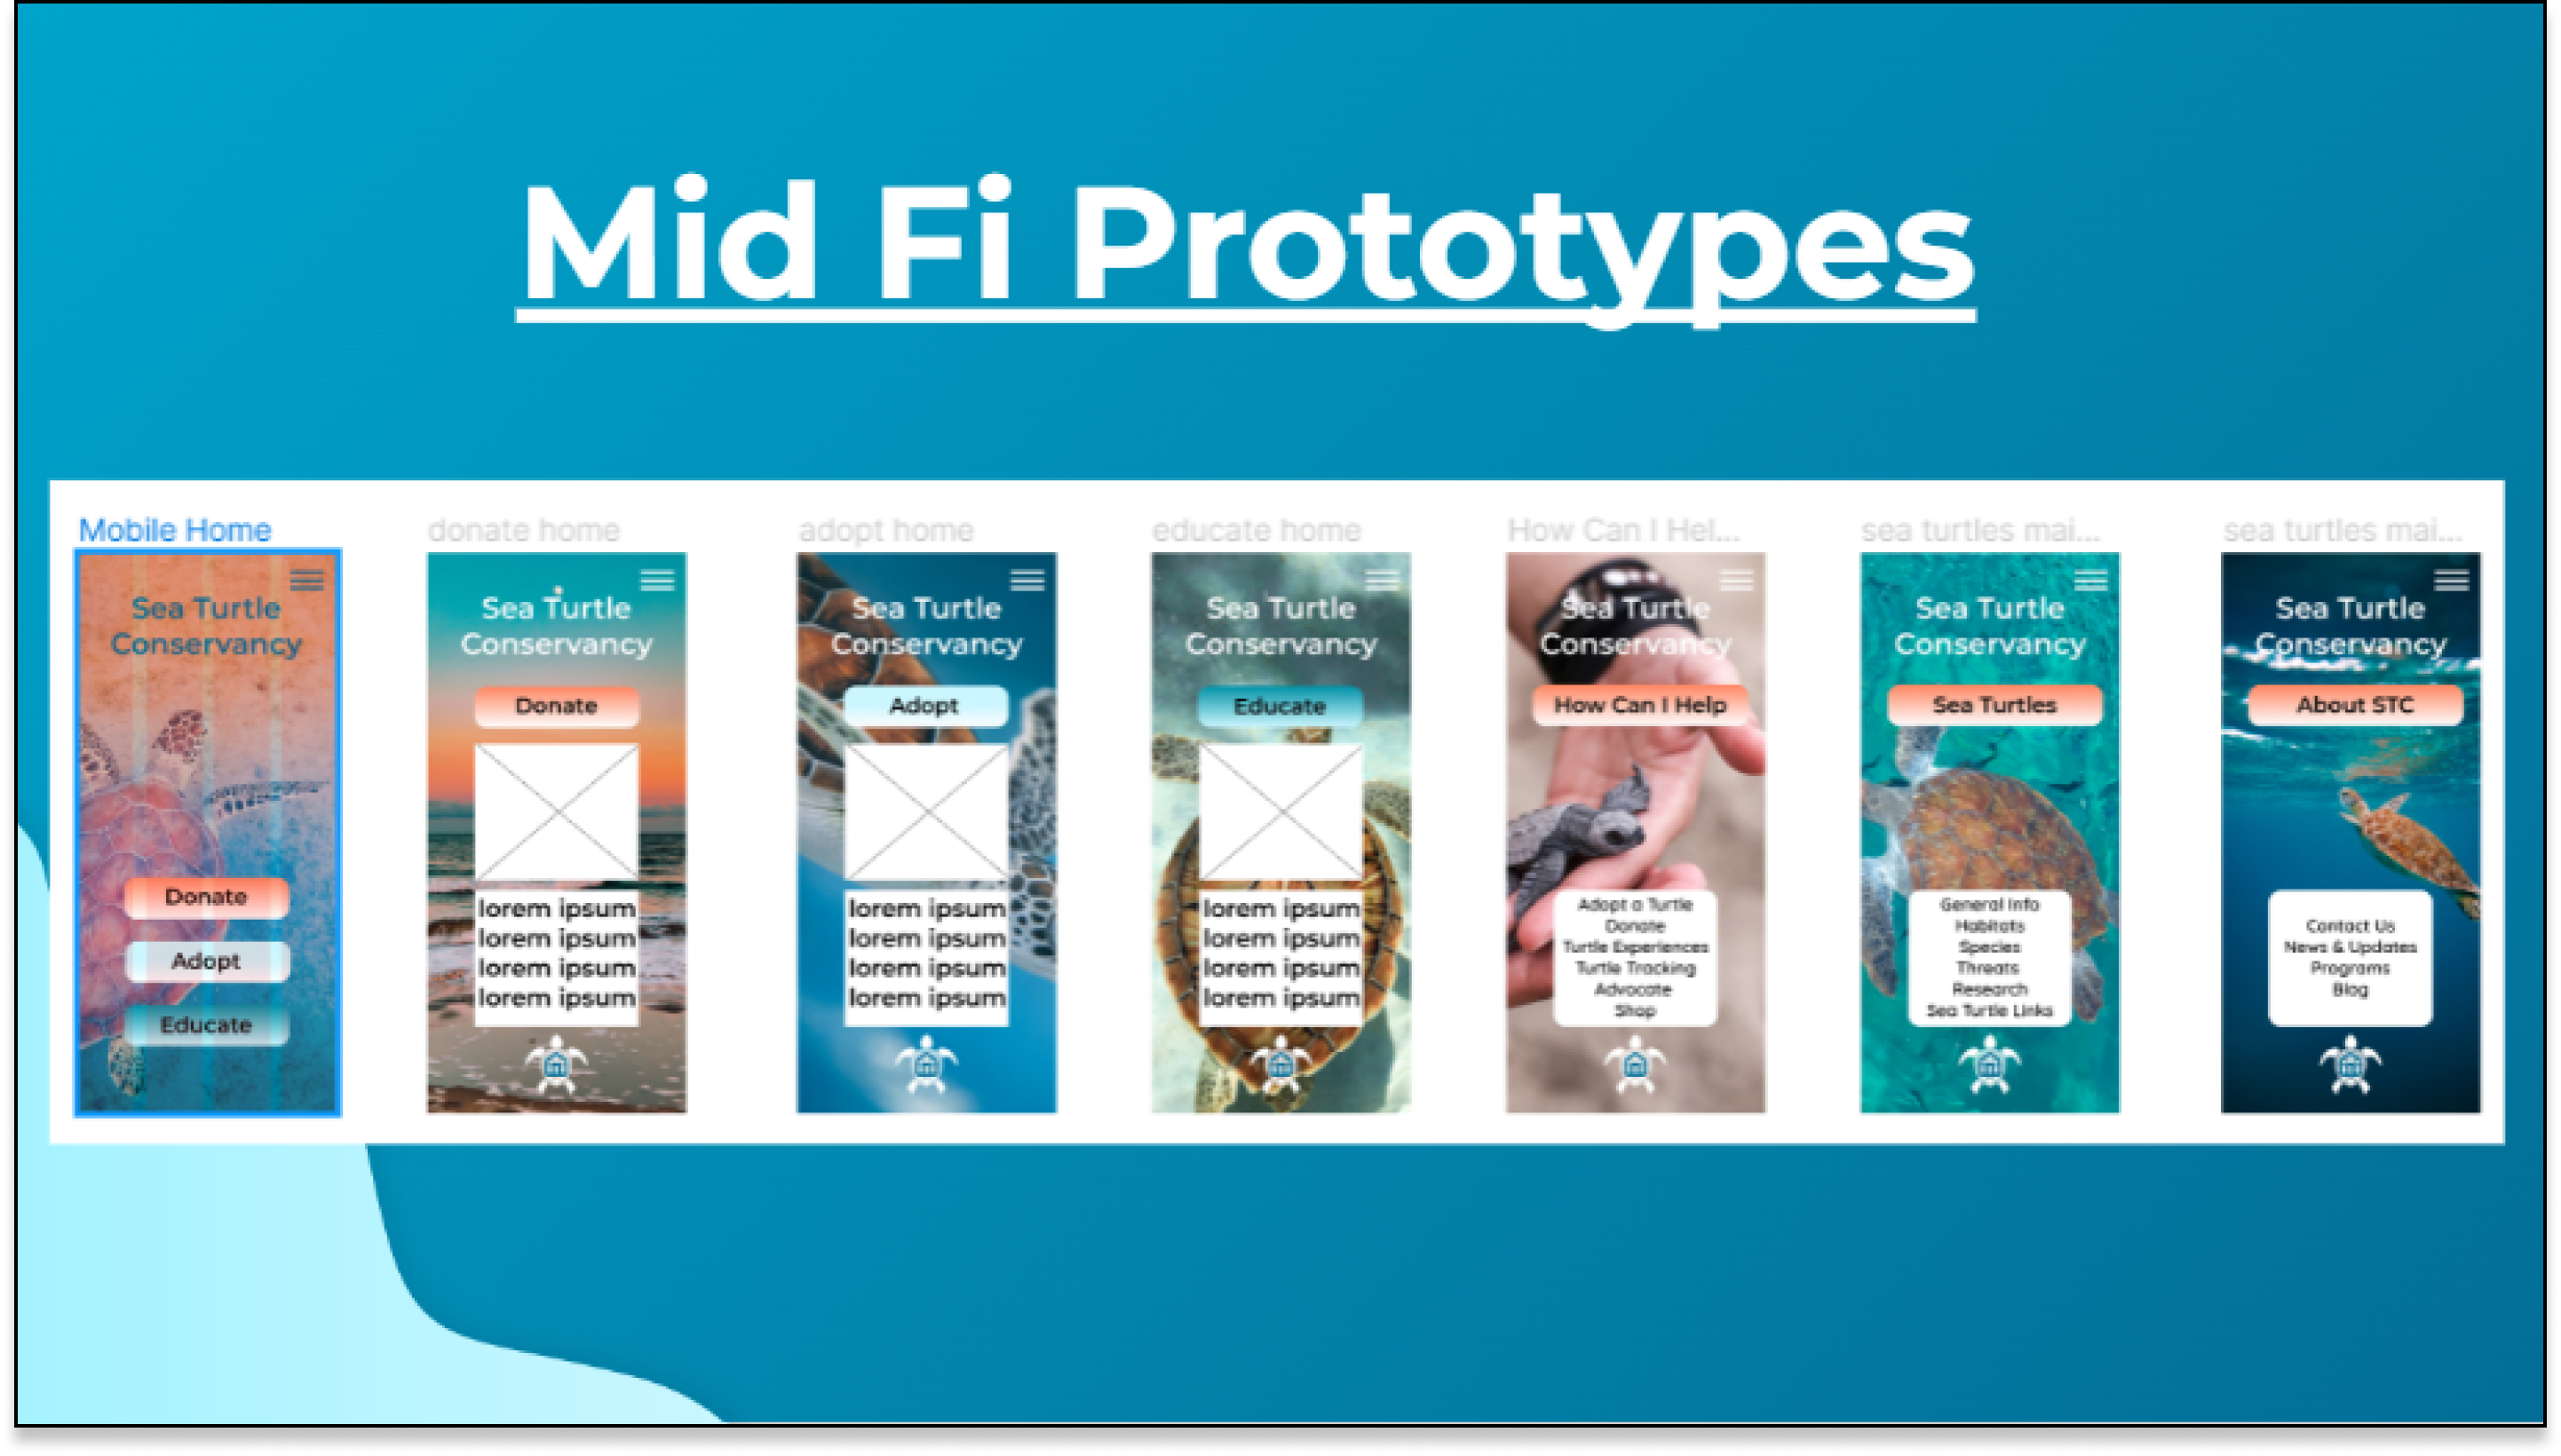 Mid Fi Prototypes
Mobile Home
Sea Turtle
Conservancy
Donate
Adopt
Educate
donate home
Sea Turtle
Conservancy
Donate
lorem ipsum
lorem ipsum
lorem ipsum
lorem ipsum
adopt home
Sea Turtle
Conservancy
Adopt
lorem ipsum
lorem ipsum
lorem ipsum
lorem ipsum
educate home
Sea Turtle
Conservancy
Educate
lorem ipsum
lorem ipsum
lorem ipsum
lorem ipsum
How Can I Hel...
Sea Turtle
Conservancy
How Can I Help
Adopt a Turtle
Donate
Turtle Experiences
Turtle Tracking
Advocate
Shop
sea turtles mai...
Sea Turtle
Conservancy
Sea Turtles
General Info
Habitats
Species
Threats
Research
Sea Turtle Links
sea turtles mai...
Sea Turtle
Conservancy
About STC
Contact Us
News & Updates
Programs
Blog